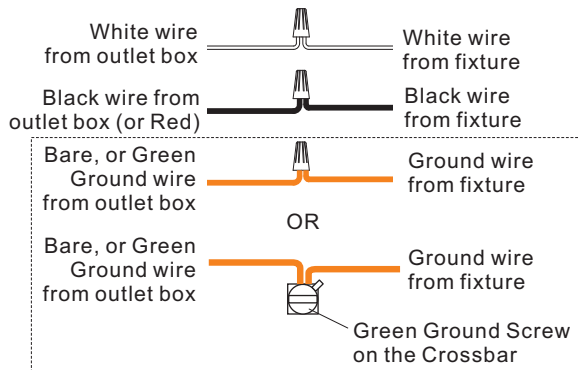 White wire
from outlet box
White wire
from fixture
Black wire from
outlet box (or Red)
Black wire
from fixture
Bare, or Green
Ground wire
from outlet box
Ground wire
from fixture
OR
Bare, or Green
Ground wire
from outlet box
Ground wire
from fixture
Green Ground Screw
on the Crossbar